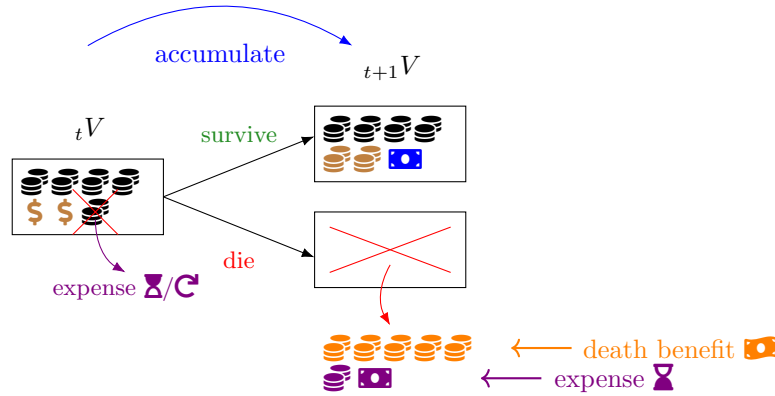 accumulate
ₜ₊₁V
ₜV
survive
$ $
die
expense /
death benefit
expense